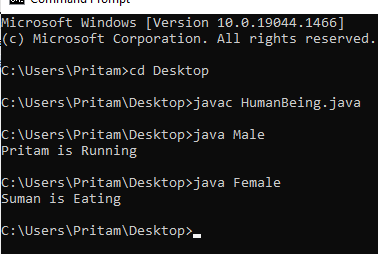 Command Prompt
Microsoft Windows [Version 10.0.19044.1466]
(c) Microsoft Corporation. All rights reserved.
C:\Users\Pritam>cd Desktop
C:\Users\Pritam\Desktop>javac HumanBeing.java
C:\Users\Pritam\Desktop>java Male
Pritam is Running
C:\Users\Pritam\Desktop>java Female
Suman is Eating
C:\Users\Pritam\Desktop>